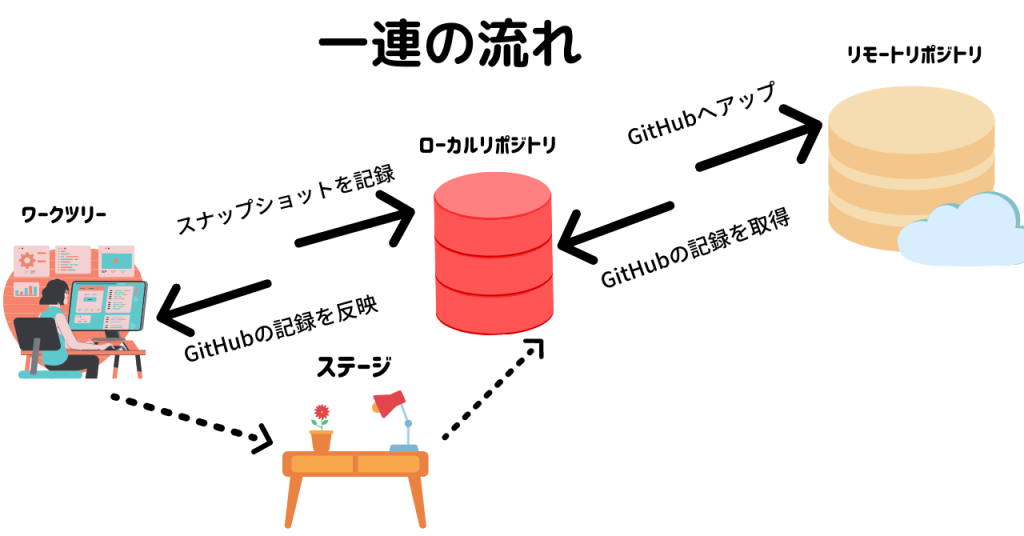 一連の流れ
リモートリポジトリ
GitHubへアップ
ローカルリポジトリ
スナップショットを記録
ワークツリー
GitHubの記録を取得
GitHubの記録を反映
ステージ